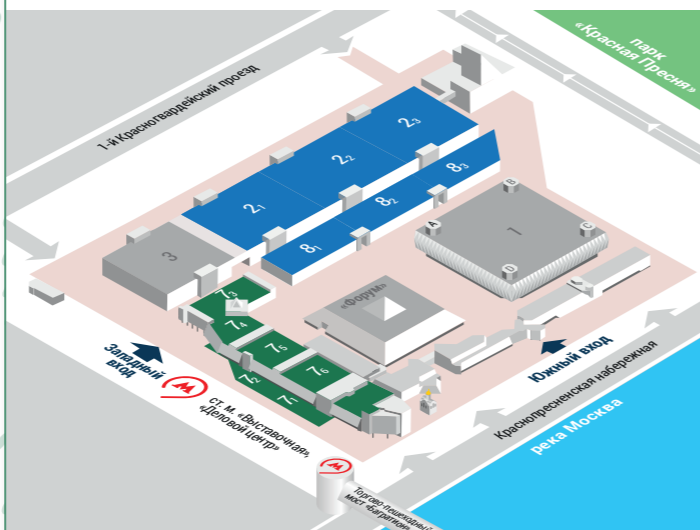 парк
«Красная Пресня»
1-й Красногвардейский проезд
2₃
2₂
2₁
8₃
8₂
8₁
B
A
1
C
D
3
«Форум»
7₃
7₄
7₅
7₆
7₂
7₁
Западный
вход
ст. м. «Выставочная»,
«Деловой центр»
Южный вход
Краснопресненская набережная
река Москва
Торгово-пешеходный
мост «Багратион»